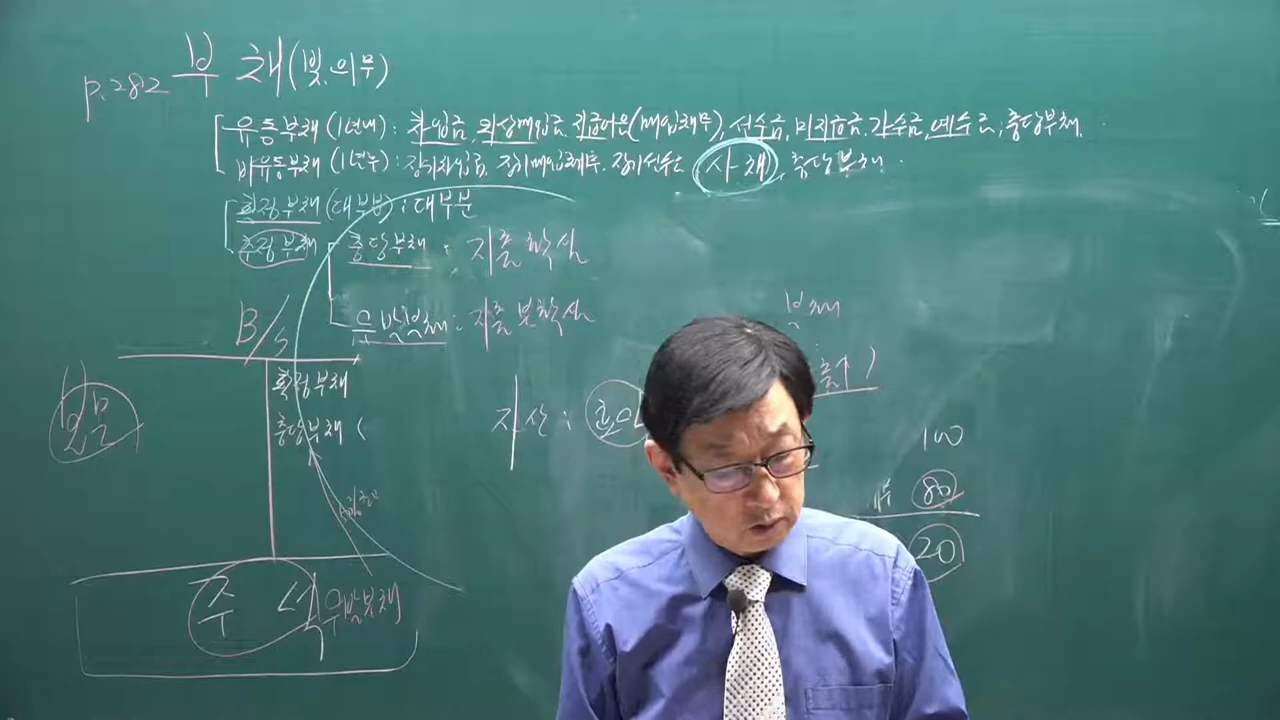 p.282 부 채(빚.의무)
유동부채 (1년내) : 차입금, 외상매입금, 지급어음(매입채무), 선수금, 미지급금, 가수금, 예수금, 충당부채.
비유동부채 (1년후) : 장기차입금, 장기매입채무. 장기선수금 사채, 충당부채.
확정부채 (대부분) : 대부분
추정부채 충당부채 : 지출확실
우발부채 : 지출불확실
B/S
확정부채
충당부채 (
자산 :
100
80
20
주 석
우발부채